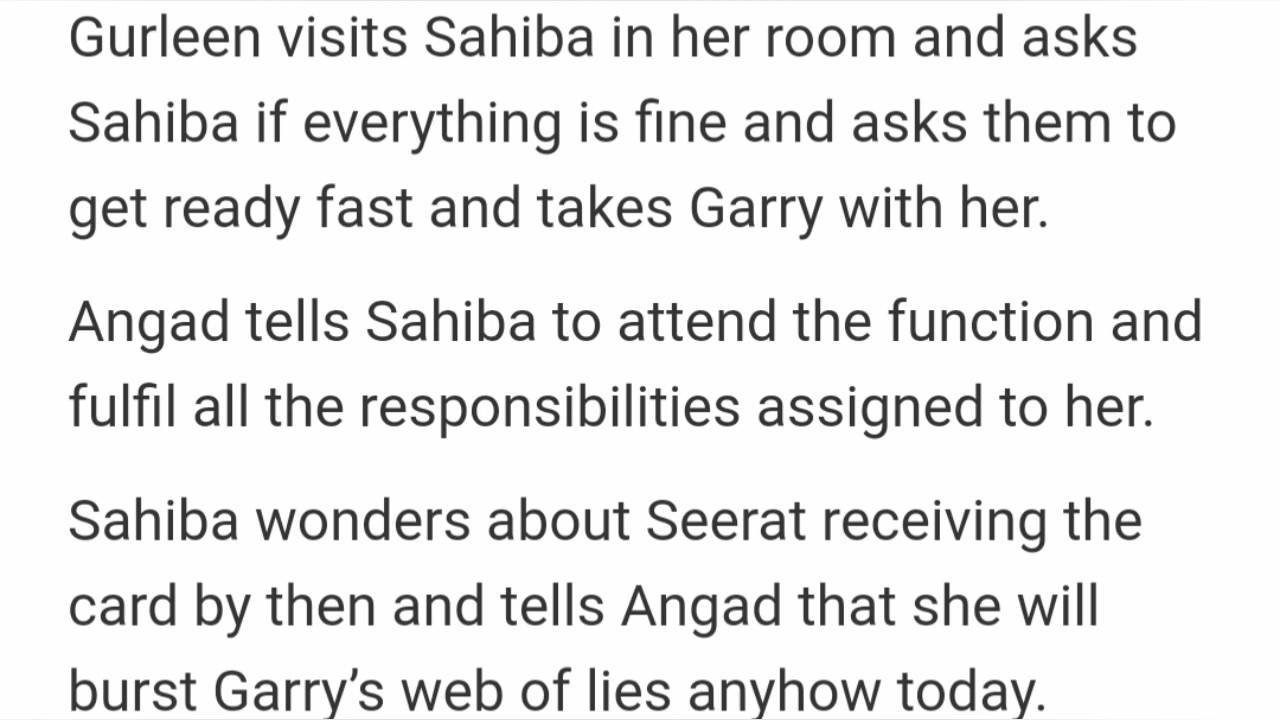 Gurleen visits Sahiba in her room and asks
Sahiba if everything is fine and asks them to
get ready fast and takes Garry with her.
Angad tells Sahiba to attend the function and
fulfil all the responsibilities assigned to her.
Sahiba wonders about Seerat receiving the
card by then and tells Angad that she will
burst Garry’s web of lies anyhow today.